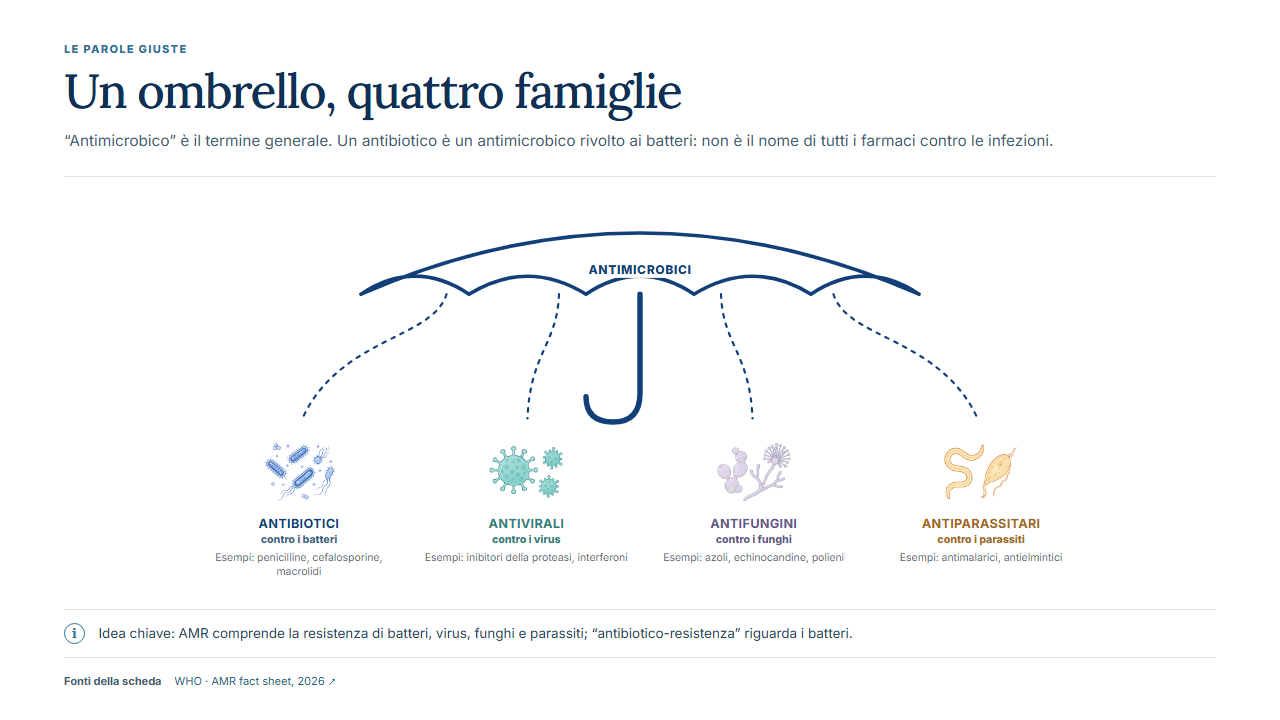 LE PAROLE GIUSTE
Un ombrello, quattro famiglie
“Antimicrobico” è il termine generale. Un antibiotico è un antimicrobico rivolto ai batteri: non è il nome di tutti i farmaci contro le infezioni.
ANTIMICROBICI
ANTIBIOTICI
contro i batteri
Esempi: penicilline, cefalosporine,
macrolidi
ANTIVIRALI
contro i virus
Esempi: inibitori della proteasi, interferoni
ANTIFUNGINI
contro i funghi
Esempi: azoli, echinocandine, polieni
ANTIPARASSITARI
contro i parassiti
Esempi: antimalarici, antielmintici
i Idea chiave: AMR comprende la resistenza di batteri, virus, funghi e parassiti; “antibiotico-resistenza” riguarda i batteri.
Fonti della scheda WHO · AMR fact sheet, 2026 ↗